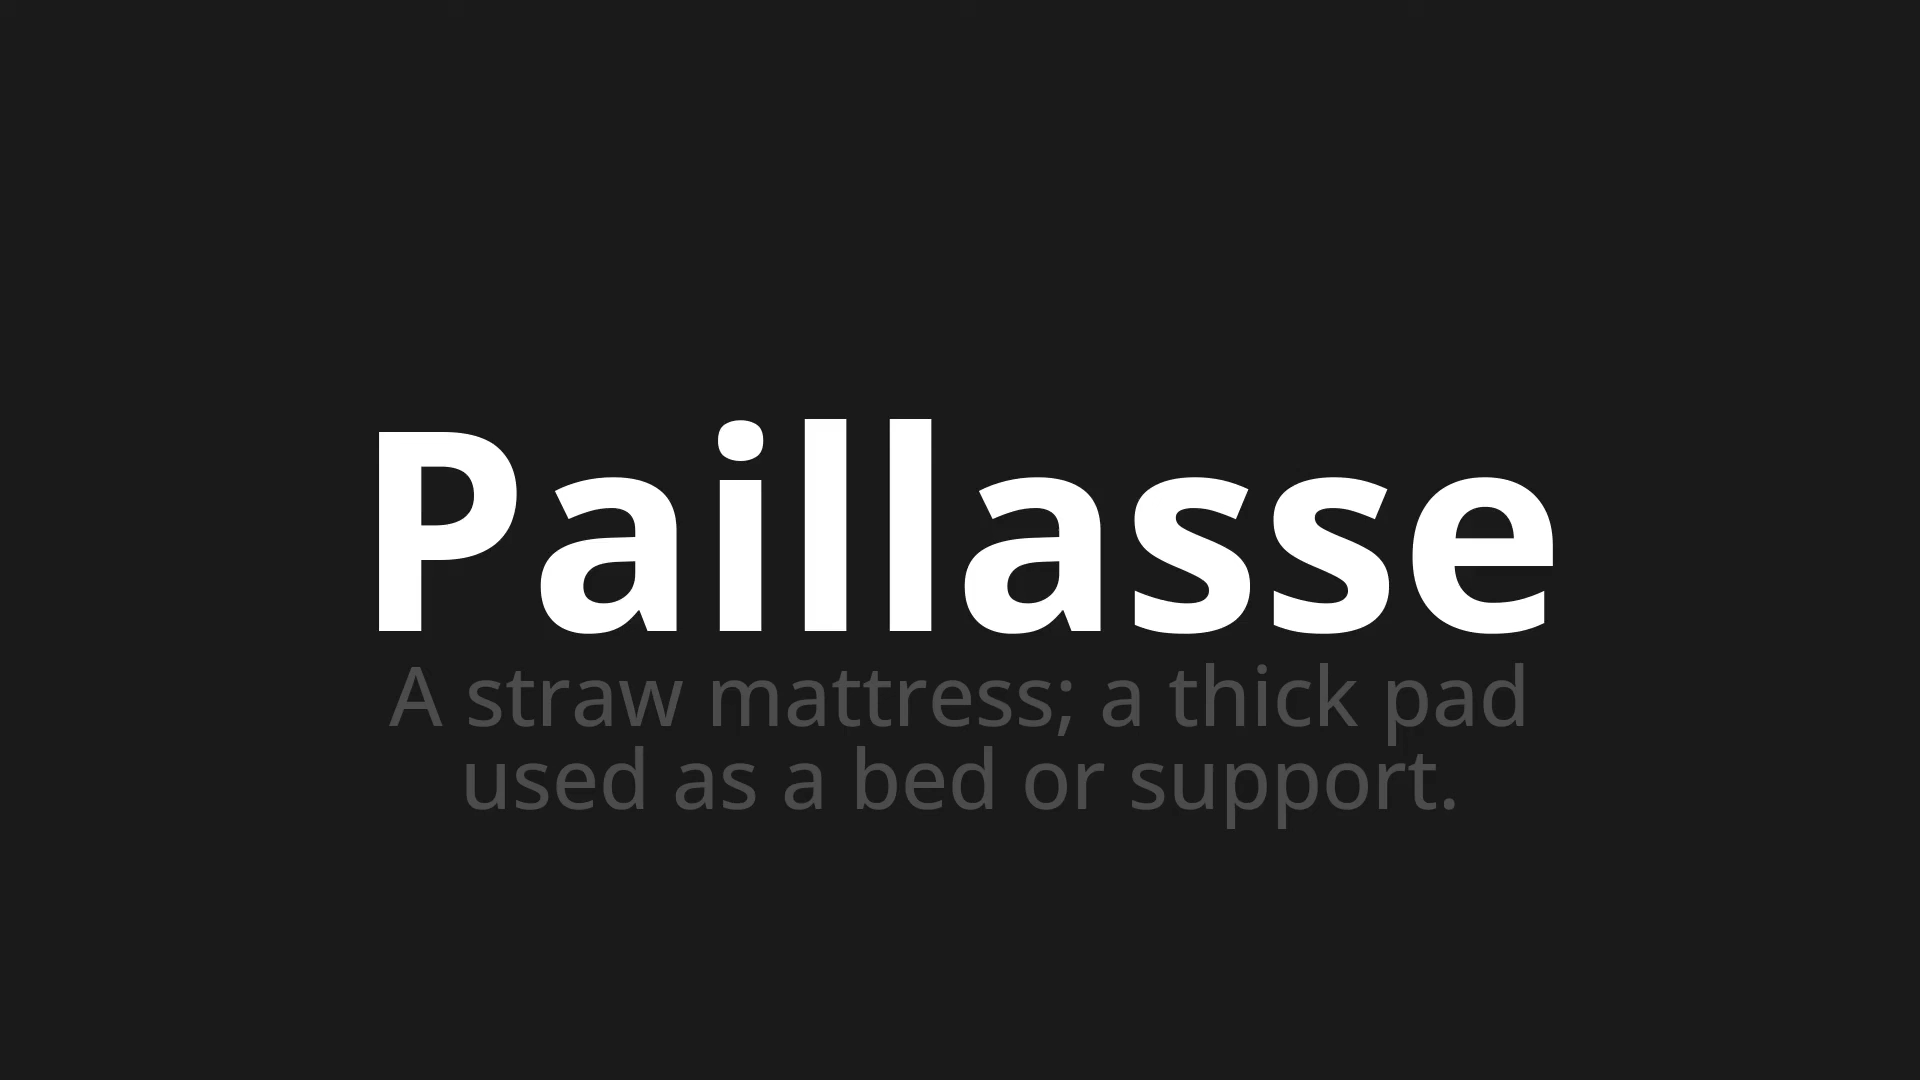 Paillasse
A straw mattress; a thick pad
used as a bed or support.